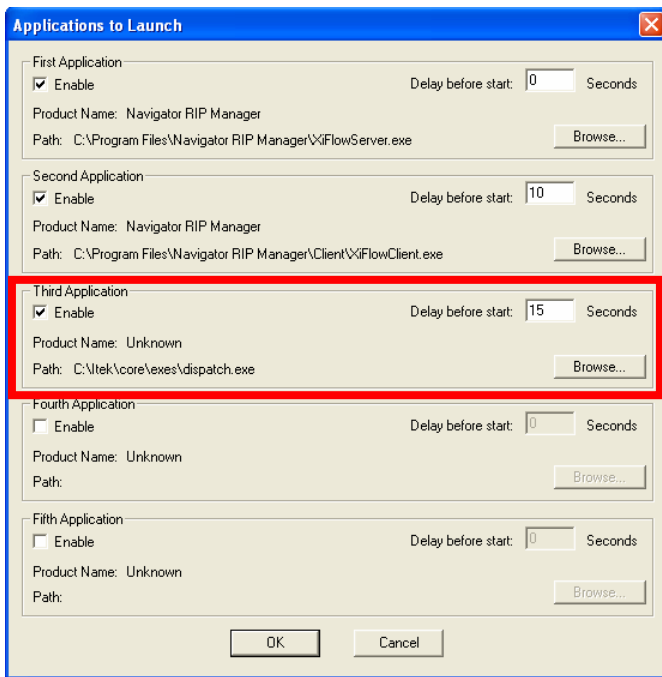 Applications to Launch
First Application
Enable Delay before start: 0 Seconds
Product Name: Navigator RIP Manager
Path: C:\Program Files\Navigator RIP Manager\XiFlowServer.exe Browse...
Second Application
Enable Delay before start: 10 Seconds
Product Name: Navigator RIP Manager
Path: C:\Program Files\Navigator RIP Manager\Client\XiFlowClient.exe Browse...
Third Application
Enable Delay before start: 15 Seconds
Product Name: Unknown
Path: C:\Itek\core\exes\dispatch.exe Browse...
Fourth Application
Enable Delay before start: 0 Seconds
Product Name: Unknown
Path: Browse...
Fifth Application
Enable Delay before start: 0 Seconds
Product Name: Unknown
Path: Browse...
OK Cancel